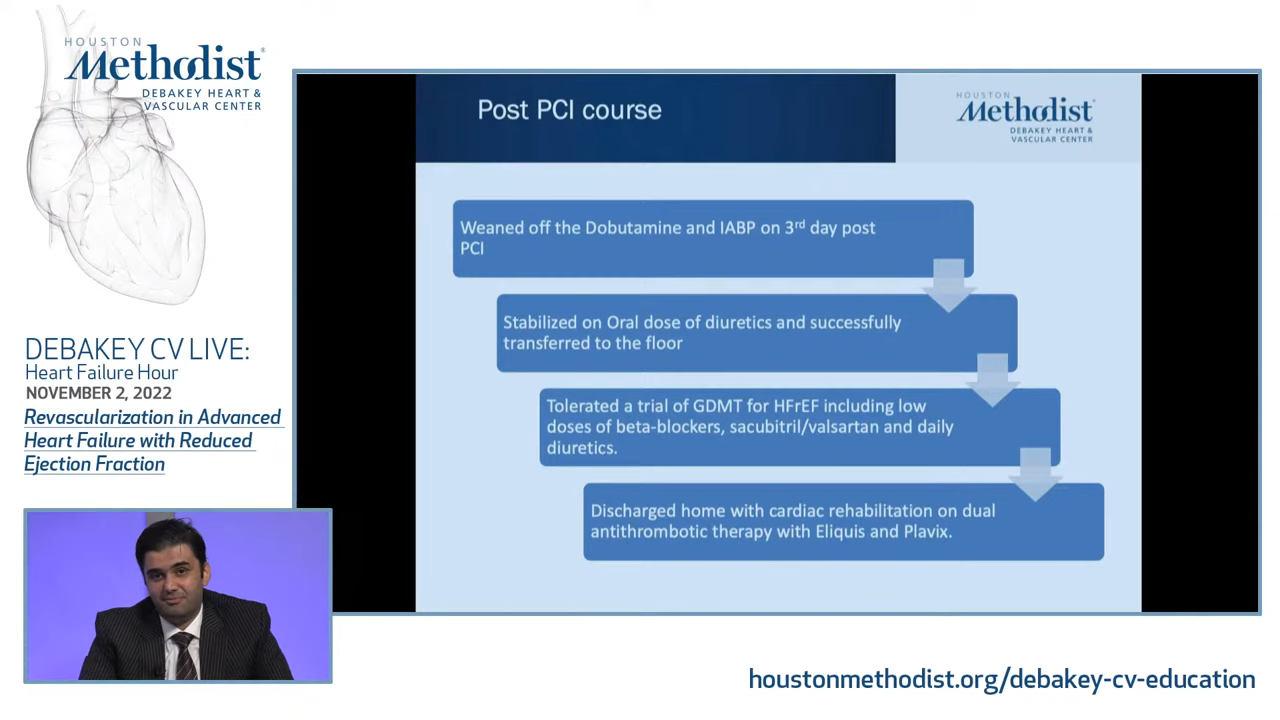 HOUSTON
Methodist®
DEBAKEY HEART &
VASCULAR CENTER
DEBAKEY CV LIVE:
Heart Failure Hour
NOVEMBER 2, 2022
Revascularization in Advanced
Heart Failure with Reduced
Ejection Fraction
Post PCI course
HOUSTON
Methodist®
DEBAKEY HEART &
VASCULAR CENTER
Weaned off the Dobutamine and IABP on 3rd day post
PCI
Stabilized on Oral dose of diuretics and successfully
transferred to the floor
Tolerated a trial of GDMT for HFrEF including low
doses of beta-blockers, sacubitril/valsartan and daily
diuretics.
Discharged home with cardiac rehabilitation on dual
antithrombotic therapy with Eliquis and Plavix.
houstonmethodist.org/debakey-cv-education